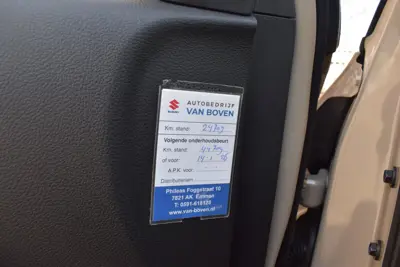 SUZUKI
AUTOBEDRIJF
VAN BOVEN
Km. stand:
Volgende onderhoudsbeurt
Km. stand:
of voor:
A.P.K. voor:
Distributieriem
Phileas Foggstraat 10
7821 AK Emmen
T: 0591-618120
www.van-boven.nl